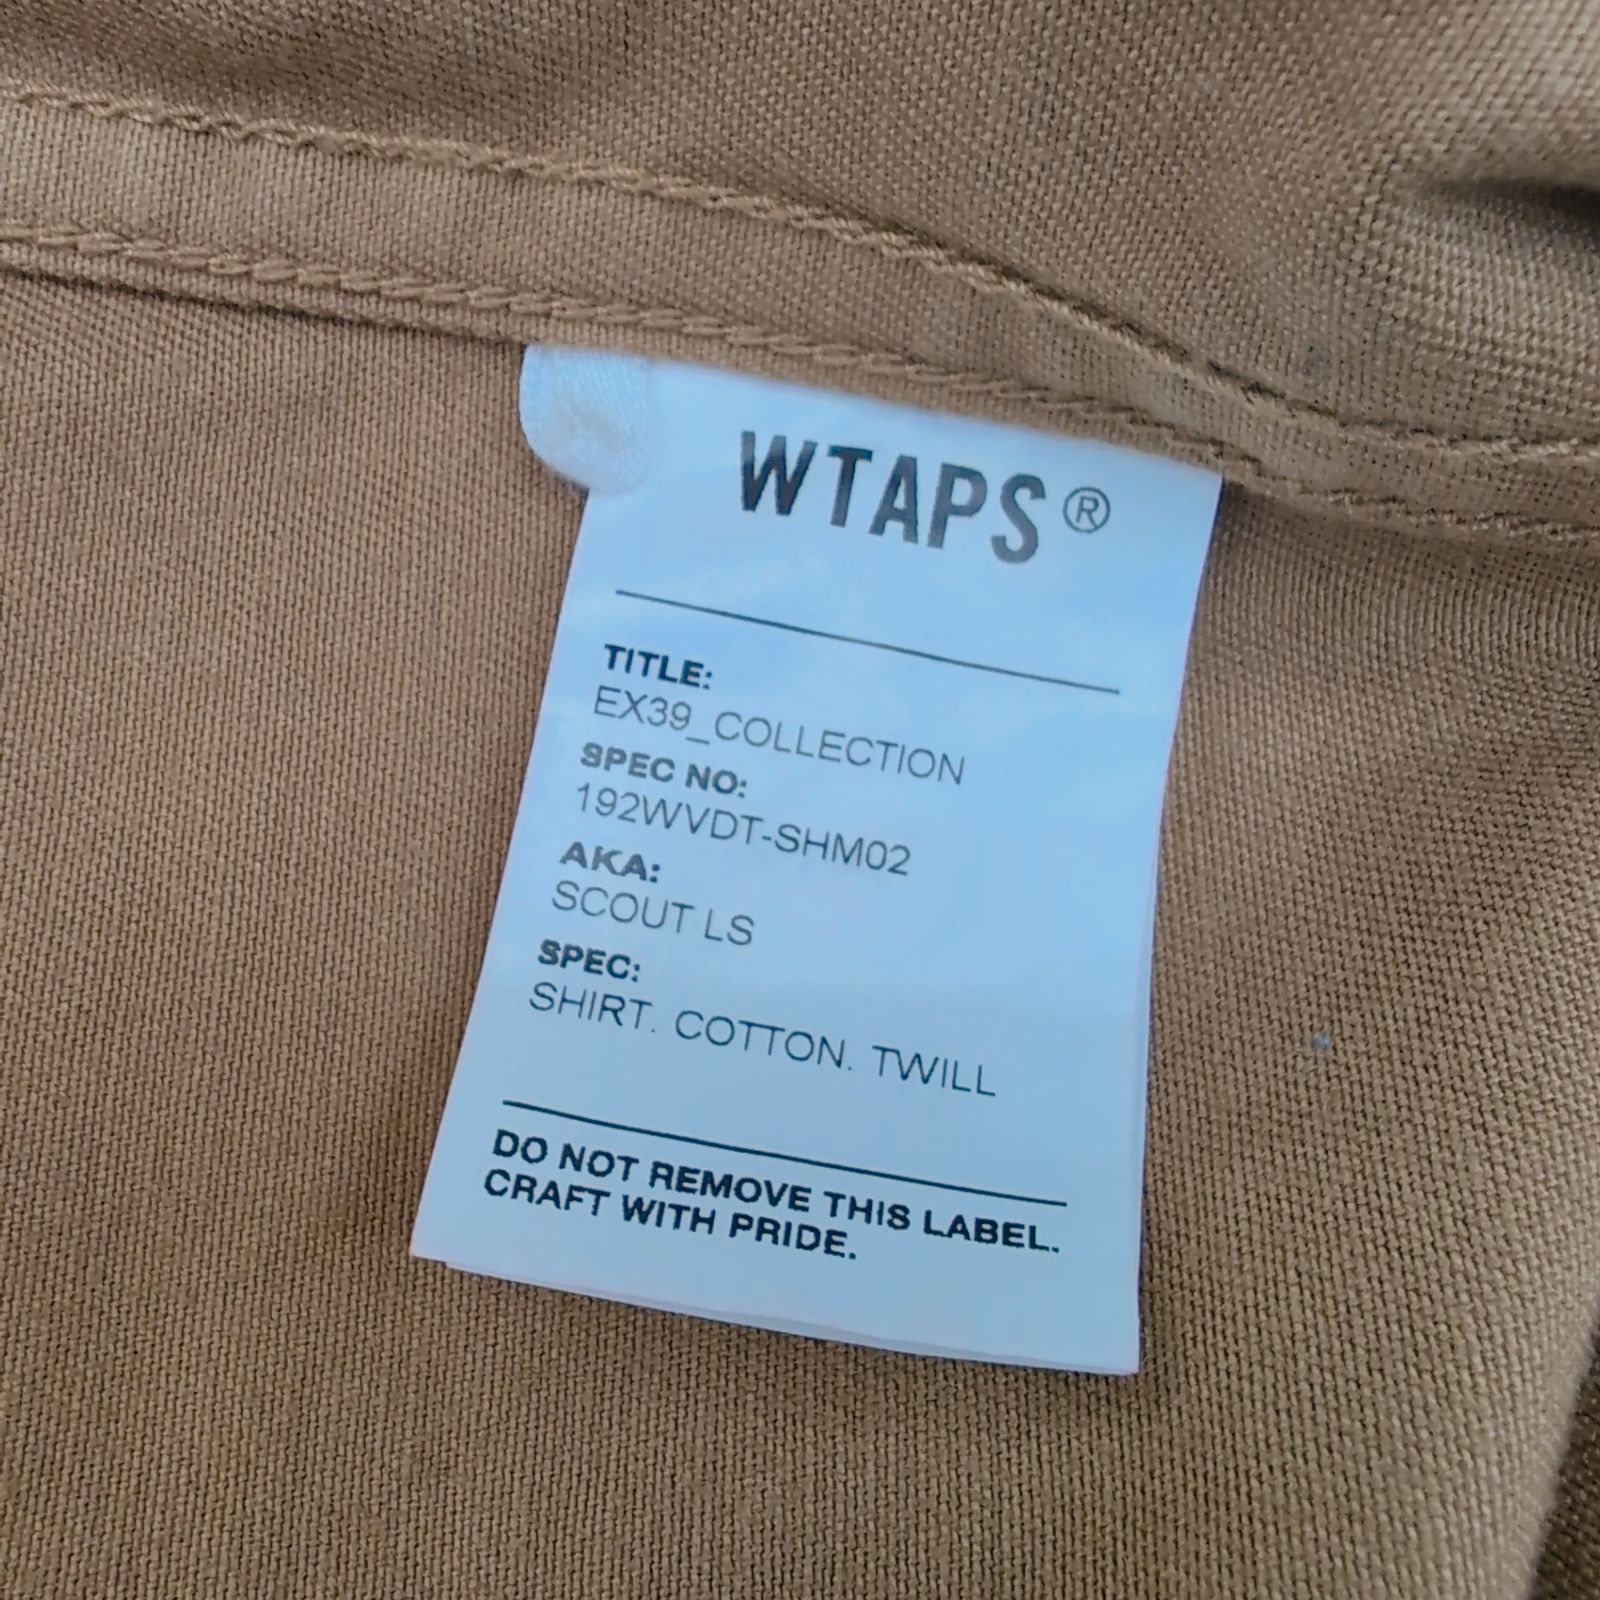 WTAPS®
TITLE:
EX39_COLLECTION
SPEC NO:
192WVDT-SHM02
AKA:
SCOUT LS
SPEC:
SHIRT. COTTON. TWILL
DO NOT REMOVE THIS LABEL.
CRAFT WITH PRIDE.